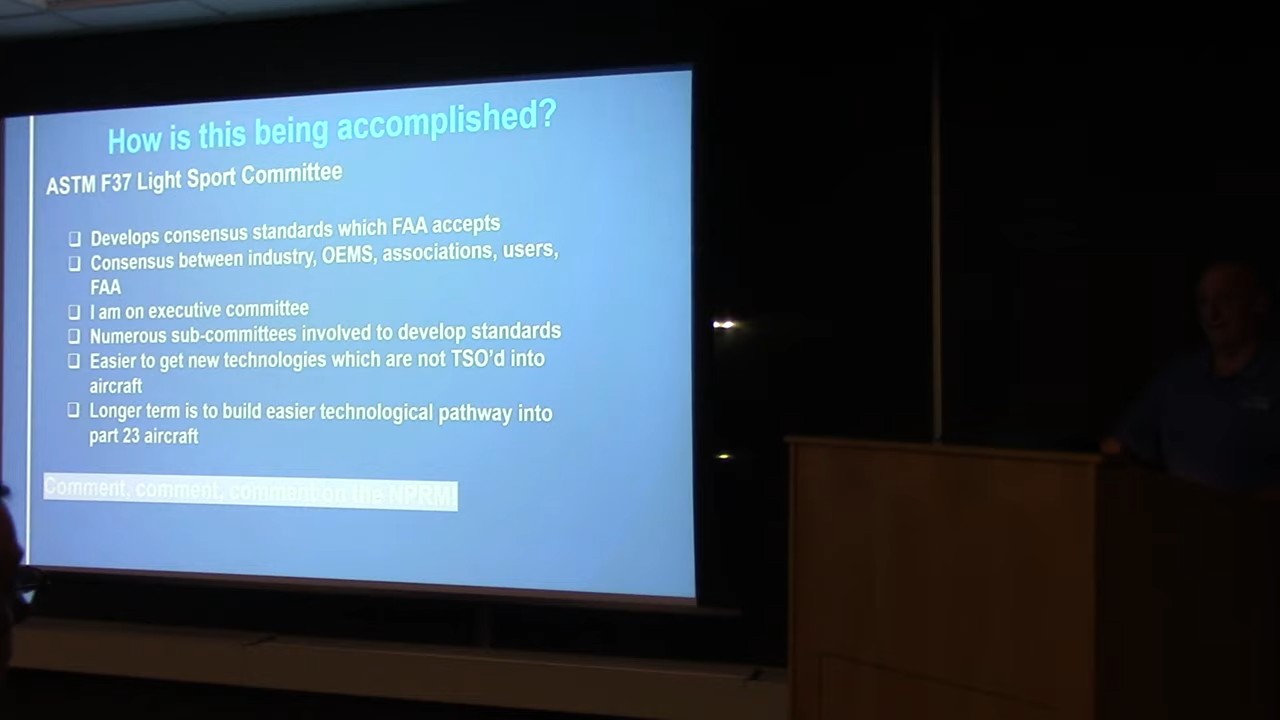 How is this being accomplished?
ASTM F37 Light Sport Committee
Develops consensus standards which FAA accepts
Consensus between industry, OEMS, associations, users,
FAA
I am on executive committee
Numerous sub-committees involved to develop standards
Easier to get new technologies which are not TSO'd into
aircraft
Longer term is to build easier technological pathway into
part 23 aircraft
Comment, comment, comment on the NPRM!